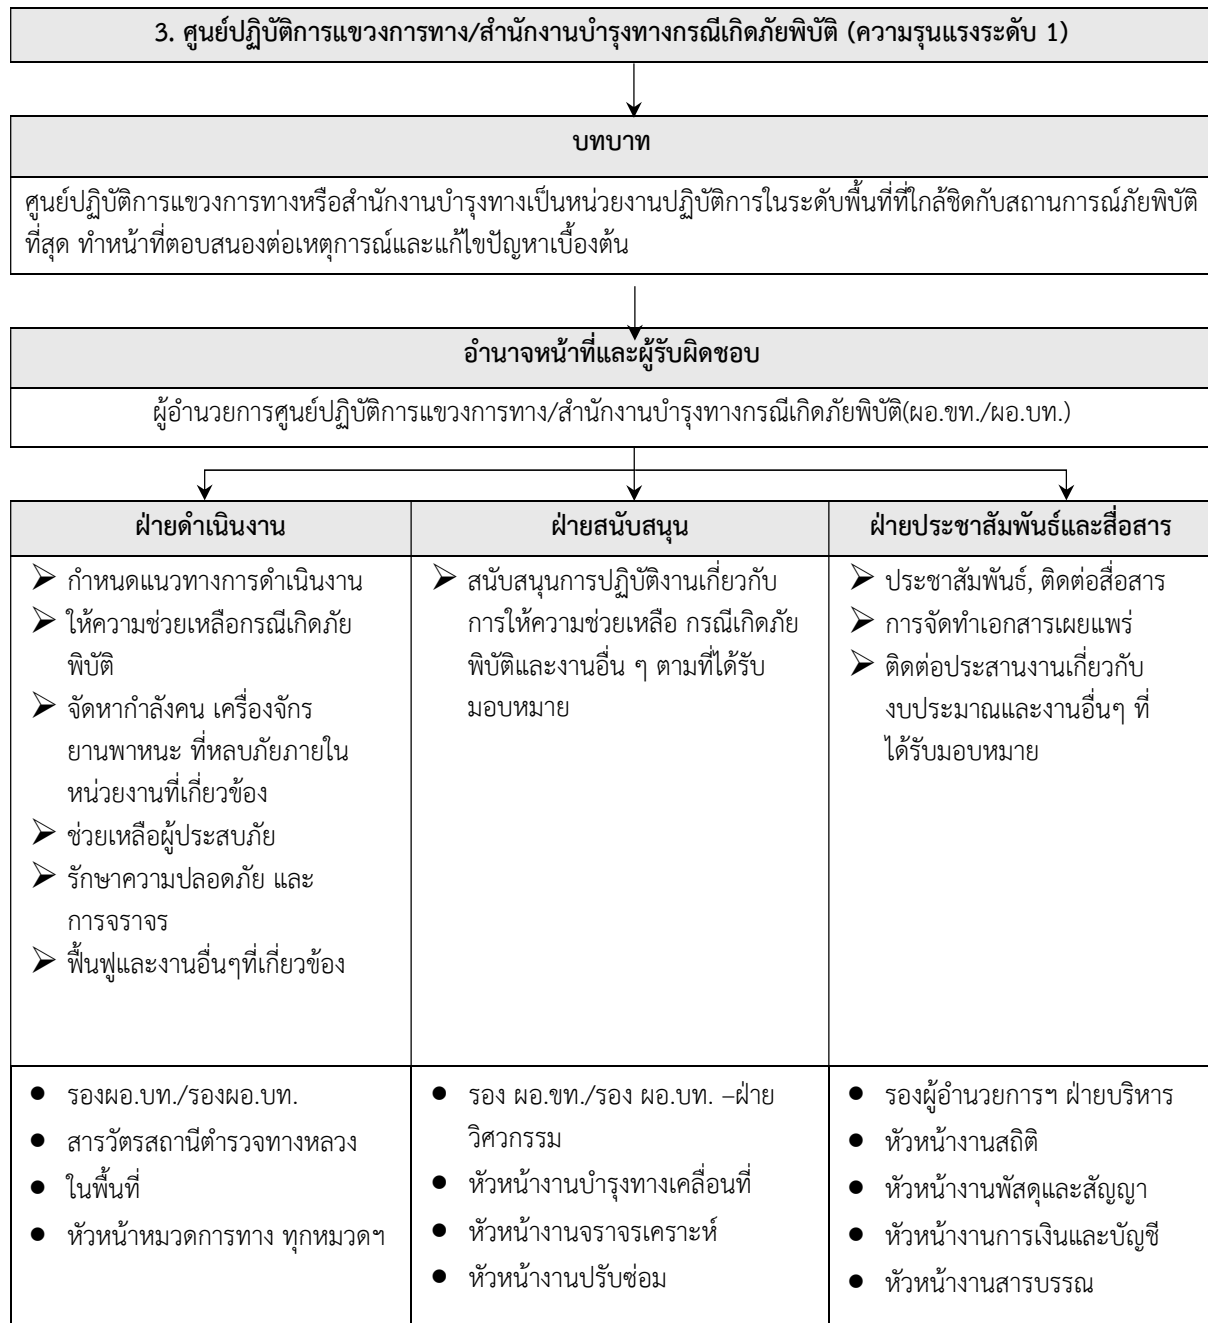 3. ศูนย์ปฏิบัติการแขวงการทาง/สำนักงานบำรุงทางกรณีเกิดภัยพิบัติ (ความรุนแรงระดับ 1)
บทบาท
ศูนย์ปฏิบัติการแขวงการทางหรือสำนักงานบำรุงทางเป็นหน่วยงานปฏิบัติการในระดับพื้นที่ที่ใกล้ชิดกับสถานการณ์ภัยพิบัติ
ที่สุด ทำหน้าที่ตอบสนองต่อเหตุการณ์และแก้ไขปัญหาเบื้องต้น
อำนาจหน้าที่และผู้รับผิดชอบ
ผู้อำนวยการศูนย์ปฏิบัติการแขวงการทาง/สำนักงานบำรุงทางกรณีเกิดภัยพิบัติ(ผอ.ขท./ผอ.บท.)
ฝ่ายดำเนินงาน
➢ กำหนดแนวทางการดำเนินงาน
➢ ให้ความช่วยเหลือกรณีเกิดภัย
พิบัติ
➢ จัดหากำลังคน เครื่องจักร
ยานพาหนะ ที่หลบภัยภายใน
หน่วยงานที่เกี่ยวข้อง
➢ ช่วยเหลือผู้ประสบภัย
➢ รักษาความปลอดภัย และ
การจราจร
➢ ฟื้นฟูและงานอื่นๆที่เกี่ยวข้อง
● รองผอ.บท./รองผอ.บท.
● สารวัตรสถานีตำรวจทางหลวง
● ในพื้นที่
● หัวหน้าหมวดการทาง ทุกหมวดฯ
ฝ่ายสนับสนุน
➢ สนับสนุนการปฏิบัติงานเกี่ยวกับ
การให้ความช่วยเหลือ กรณีเกิดภัย
พิบัติและงานอื่น ๆ ตามที่ได้รับ
มอบหมาย
● รอง ผอ.ขท./รอง ผอ.บท. –ฝ่าย
วิศวกรรม
● หัวหน้างานบำรุงทางเคลื่อนที่
● หัวหน้างานจราจรเคราะห์
● หัวหน้างานปรับซ่อม
ฝ่ายประชาสัมพันธ์และสื่อสาร
➢ ประชาสัมพันธ์, ติดต่อสื่อสาร
➢ การจัดทำเอกสารเผยแพร่
➢ ติดต่อประสานงานเกี่ยวกับ
งบประมาณและงานอื่นๆ ที่
ได้รับมอบหมาย
● รองผู้อำนวยการฯ ฝ่ายบริหาร
● หัวหน้างานสถิติ
● หัวหน้างานพัสดุและสัญญา
● หัวหน้างานการเงินและบัญชี
● หัวหน้างานสารบรรณ